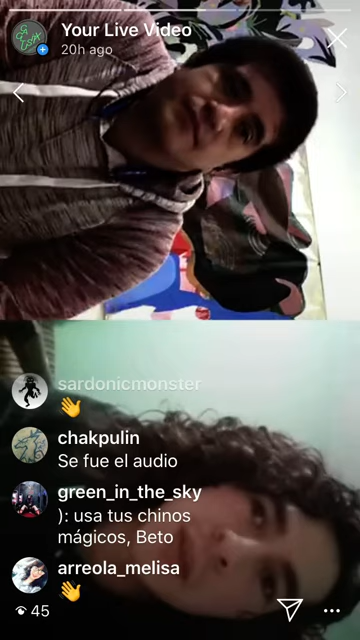 Your Live Video
20h ago
sardonicmonster
👋
chakpulin
Se fue el audio
green_in_the_sky
): usa tus chinos
mágicos, Beto
arreola_melisa
👋
45